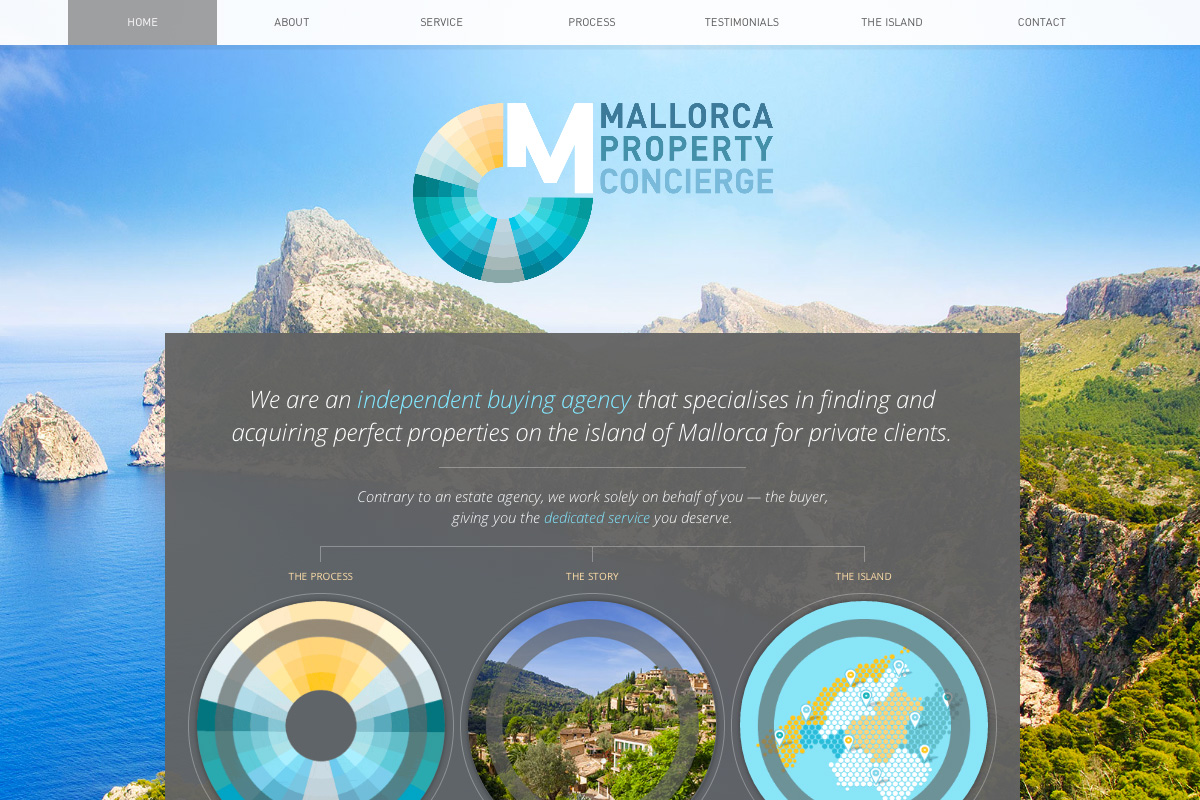 HOME ABOUT SERVICE PROCESS TESTIMONIALS THE ISLAND CONTACT
M
MALLORCA
PROPERTY
CONCIERGE
We are an independent buying agency that specialises in finding and
acquiring perfect properties on the island of Mallorca for private clients.
Contrary to an estate agency, we work solely on behalf of you — the buyer,
giving you the dedicated service you deserve.
THE PROCESS THE STORY THE ISLAND